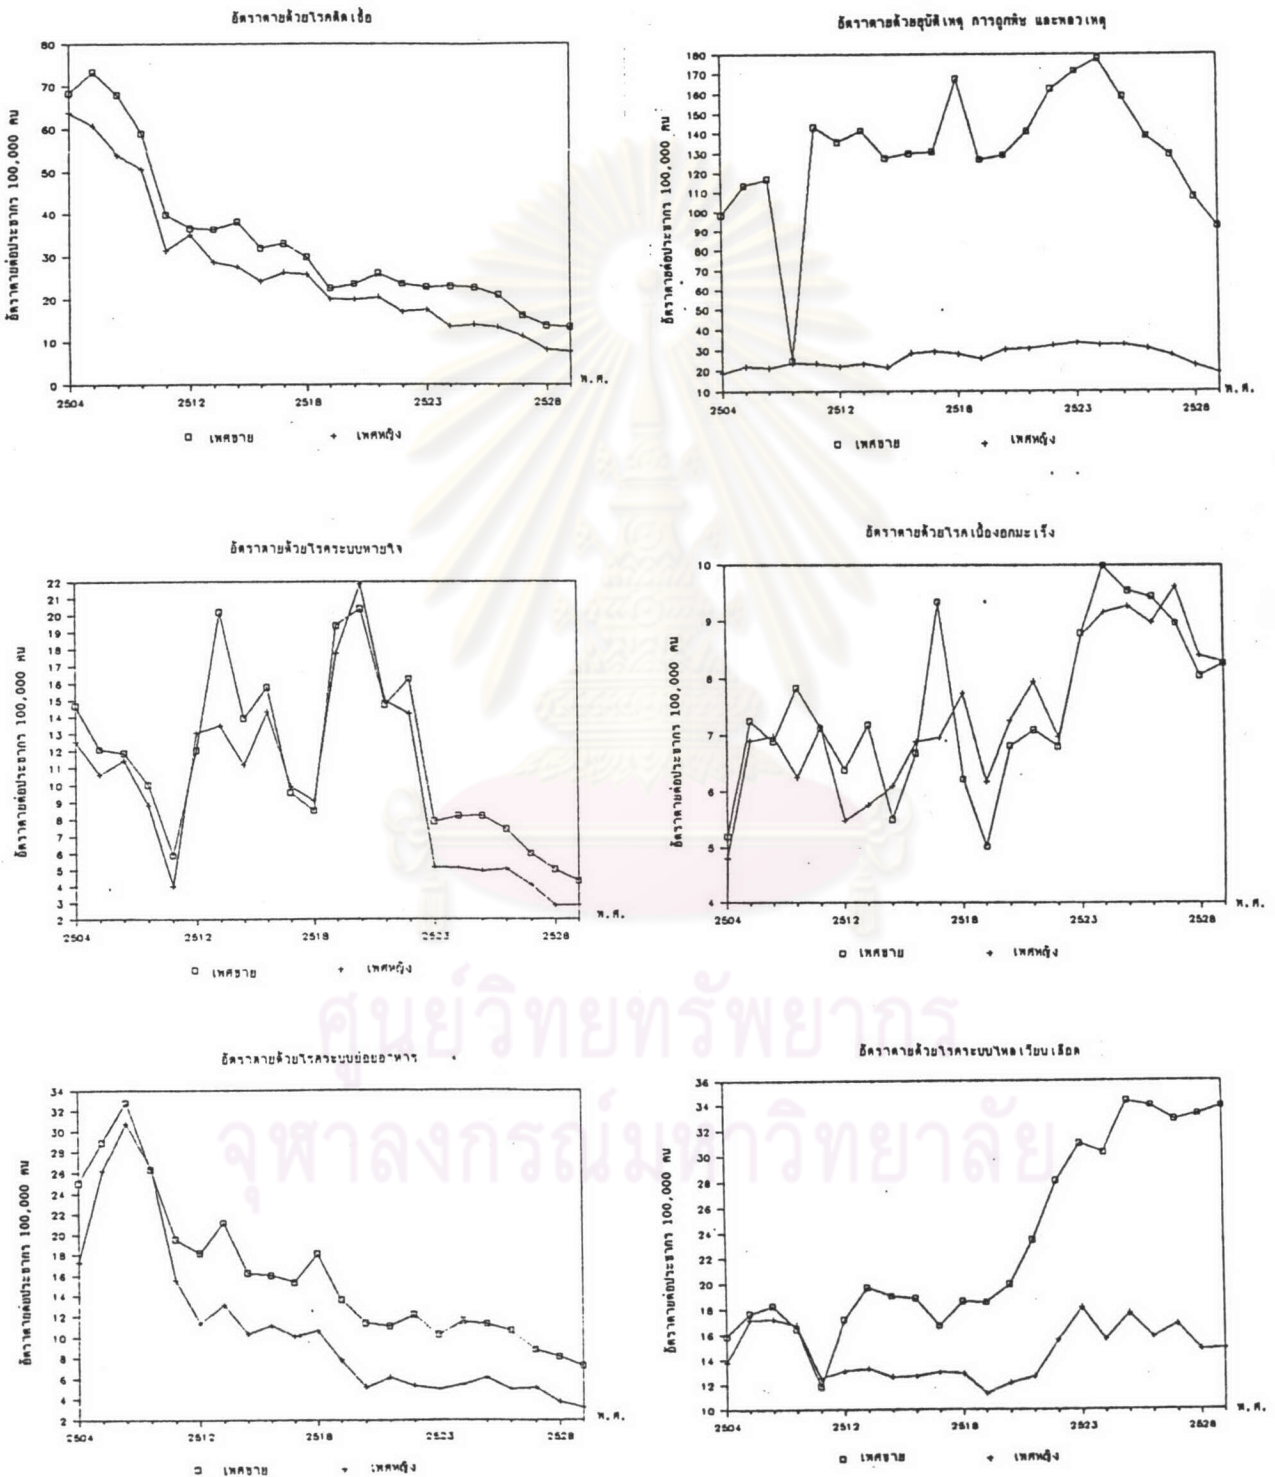 อัตราตายด้วยโรคติดเชื้อ
อัตราตายต่อประชากร 100,000 คน
80
70
60
50
40
30
20
10
0
2504 2512 2518 2523 2528
พ.ศ.
เพศชาย เพศหญิง
อัตราตายด้วยอุบัติเหตุ การถูกพิษ และพลวเหตุ
อัตราตายต่อประชากร 100,000 คน
180
170
160
150
140
130
120
110
100
90
80
70
60
50
40
30
20
10
2504 2512 2518 2523 2528
พ.ศ.
เพศชาย เพศหญิง
อัตราตายด้วยโรคระบบหายใจ
อัตราตายต่อประชากร 100,000 คน
22
21
20
19
18
17
16
15
14
13
12
11
10
9
8
7
6
5
4
3
2
2504 2512 2518 2523 2528
พ.ศ.
เพศชาย เพศหญิง
อัตราตายด้วยโรคเนื้องอกมะเร็ง
อัตราตายต่อประชากร 100,000 คน
10
9
8
7
6
5
4
2504 2512 2518 2523 2528
พ.ศ.
เพศชาย เพศหญิง
ศูนย์วิทยทรัพยากร
จุฬาลงกรณ์มหาวิทยาลัย
อัตราตายด้วยโรคระบบย่อยอาหาร
อัตราตายต่อประชากร 100,000 คน
34
32
30
28
26
24
22
20
18
16
14
12
10
8
6
4
2
2504 2512 2518 2523 2528
พ.ศ.
เพศชาย เพศหญิง
อัตราตายด้วยโรคระบบไหลเวียนเลือด
อัตราตายต่อประชากร 100,000 คน
36
34
32
30
28
26
24
22
20
18
16
14
12
10
2504 2512 2518 2523 2528
พ.ศ.
เพศชาย เพศหญิง